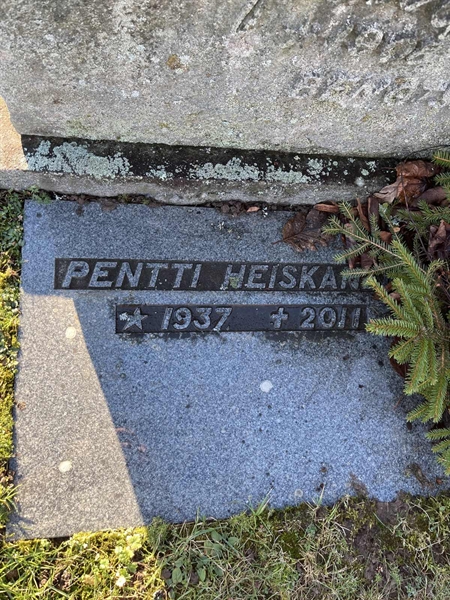 PENTTI HEISKAN
★ 1937 ✝ 2011